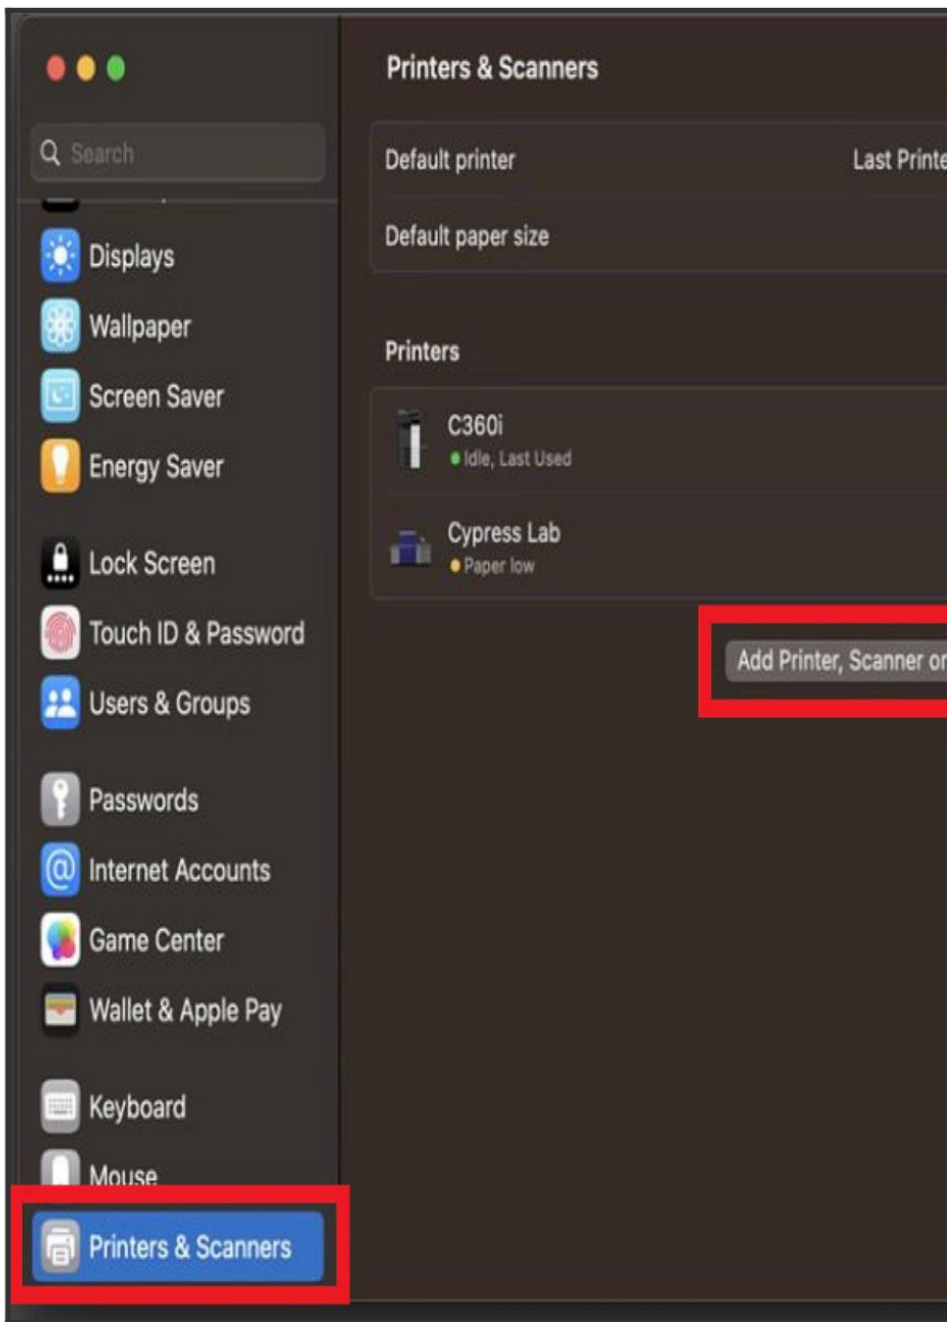 Printers & Scanners
Search
Default printer
Last Printe
Default paper size
Displays
Wallpaper
Printers
Screen Saver
C360i
Idle, Last Used
Energy Saver
Cypress Lab
Paper low
Lock Screen
Touch ID & Password
Add Printer, Scanner or
Users & Groups
Passwords
Internet Accounts
Game Center
Wallet & Apple Pay
Keyboard
Mouse
Printers & Scanners